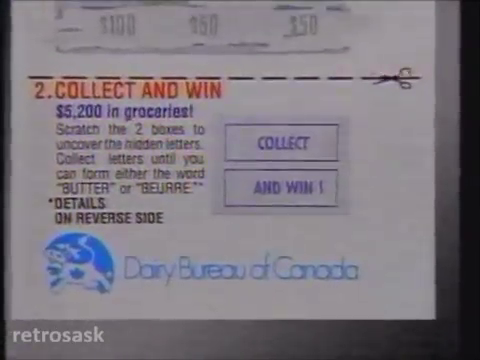 $100 $50 $50
2. COLLECT AND WIN
$5,200 in groceries!
Scratch the 2 boxes to
uncover the hidden letters.
Collect letters until you
can form either the word
"BUTTER" or "BEURRE."*
*DETAILS
ON REVERSE SIDE
COLLECT
AND WIN !
Dairy Bureau of Canada
retrosask